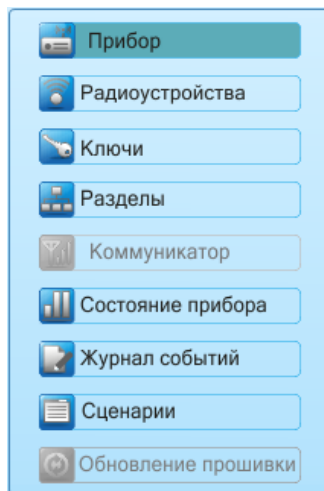 Прибор
Радиоустройства
Ключи
Разделы
Коммуникатор
Состояние прибора
Журнал событий
Сценарии
Обновление прошивки